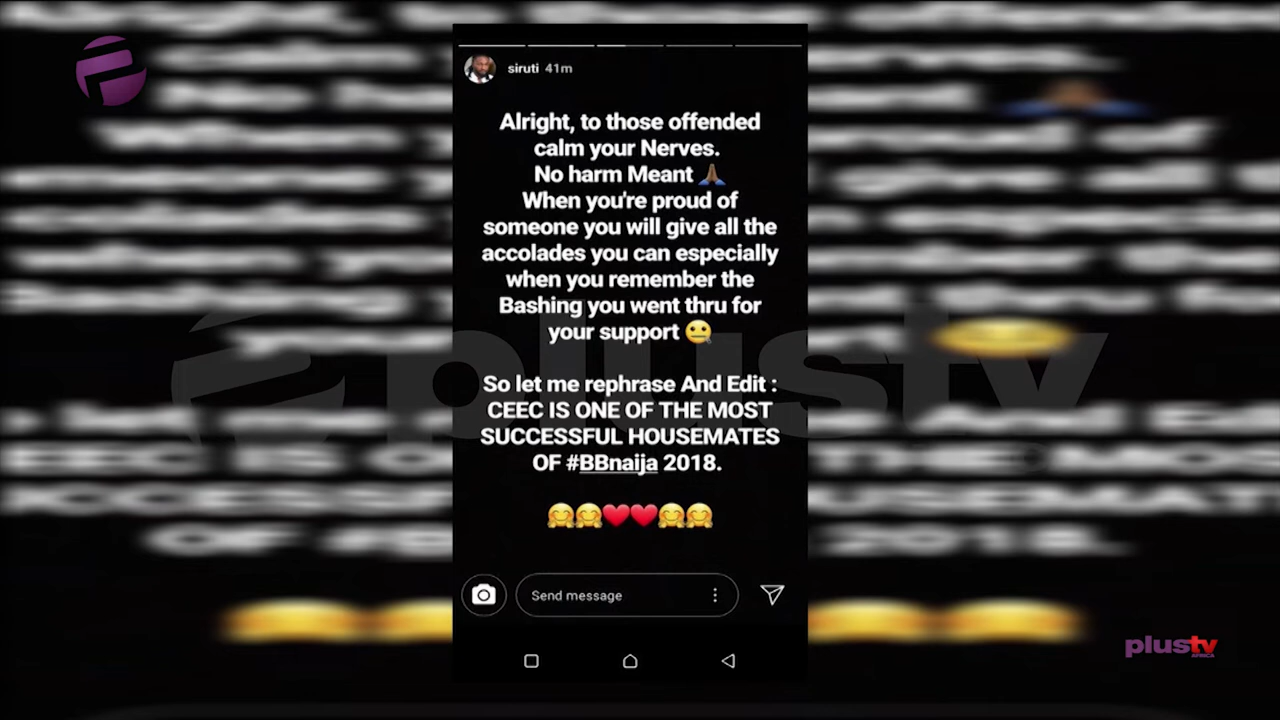 siruti 41m
Alright, to those offended
calm your Nerves.
No harm Meant 🙏🏾
When you're proud of
someone you will give all the
accolades you can especially
when you remember the
Bashing you went thru for
your support 🤐
So let me rephrase And Edit :
CEEC IS ONE OF THE MOST
SUCCESSFUL HOUSEMATES
OF #BBnaija 2018.
🤗🤗❤️❤️🤗🤗
Send message
plustv
plustv
AFRICA